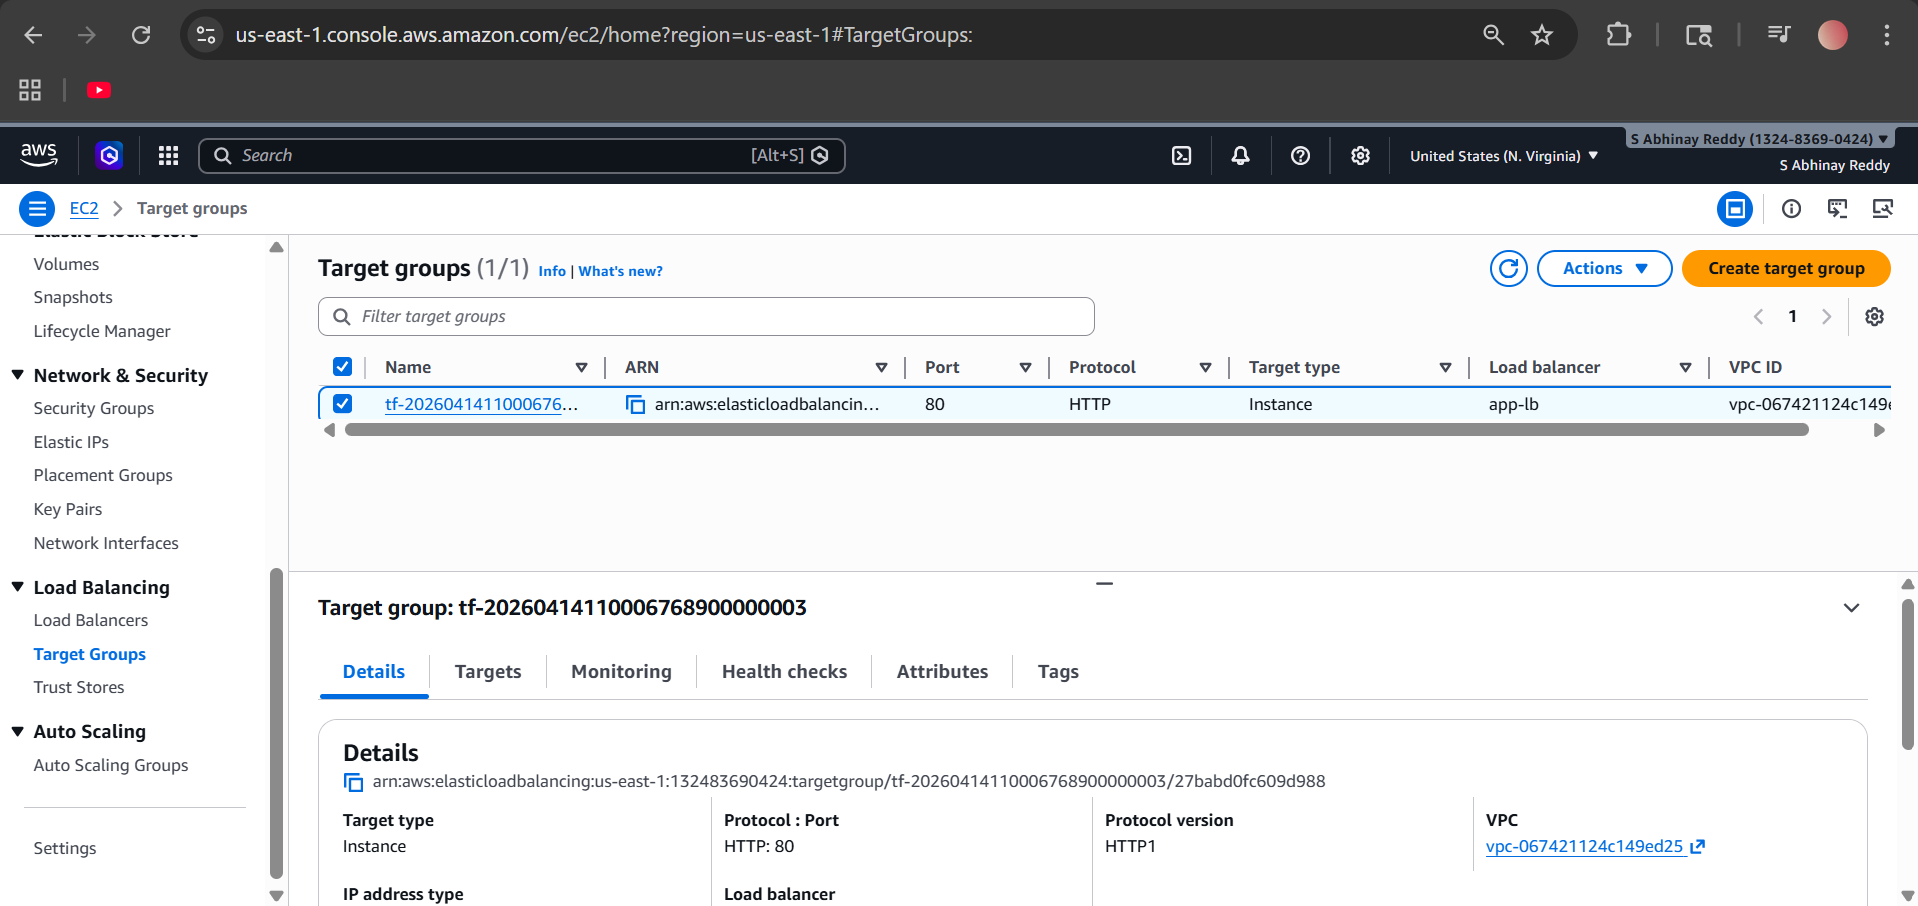 us-east-1.console.aws.amazon.com/ec2/home?region=us-east-1#TargetGroups:
aws
Search
[Alt+S]
United States (N. Virginia)
S Abhinay Reddy (1324-8369-0424)
S Abhinay Reddy
EC2
Target groups
Elastic Block Store
Volumes
Snapshots
Lifecycle Manager
Network & Security
Security Groups
Elastic IPs
Placement Groups
Key Pairs
Network Interfaces
Load Balancing
Load Balancers
Target Groups
Trust Stores
Auto Scaling
Auto Scaling Groups
Settings
Target groups (1/1) Info | What's new?
Actions
Create target group
Filter target groups
1
Name ARN Port Protocol Target type Load balancer VPC ID
tf-2026041411000676... arn:aws:elasticloadbalancin... 80 HTTP Instance app-lb vpc-067421124c149e
Target group: tf-20260414110006768900000003
Details Targets Monitoring Health checks Attributes Tags
Details
arn:aws:elasticloadbalancing:us-east-1:132483690424:targetgroup/tf-20260414110006768900000003/27babd0fc609d988
Target type Protocol : Port Protocol version VPC
Instance HTTP: 80 HTTP1 vpc-067421124c149ed25
IP address type Load balancer